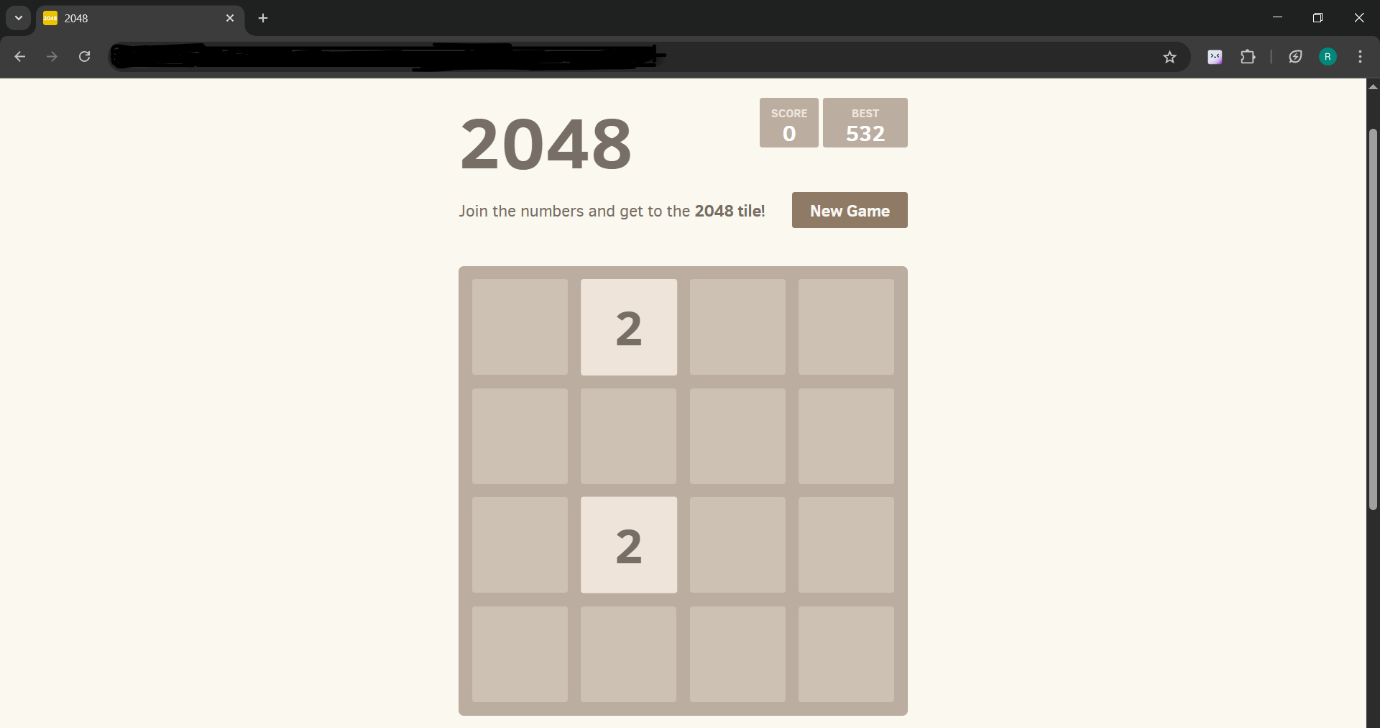 2048
R
2048
SCORE
0
BEST
532
Join the numbers and get to the 2048 tile!
New Game
2
2